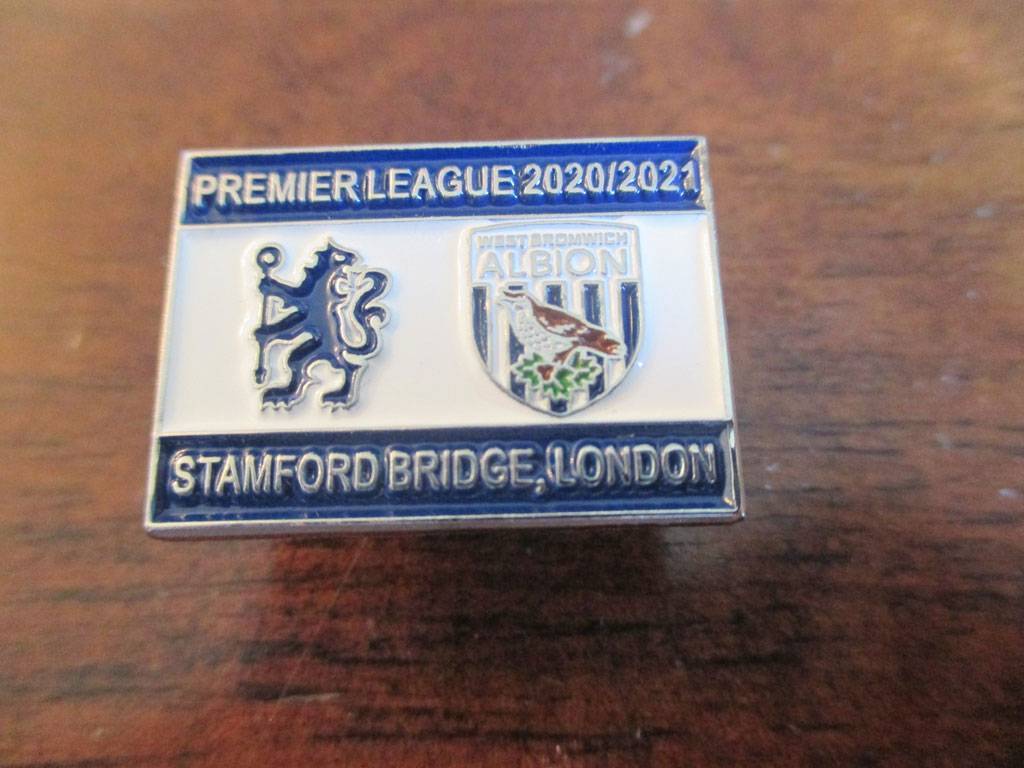 PREMIER LEAGUE 2020/2021
WEST BROMWICH
ALBION
STAMFORD BRIDGE, LONDON